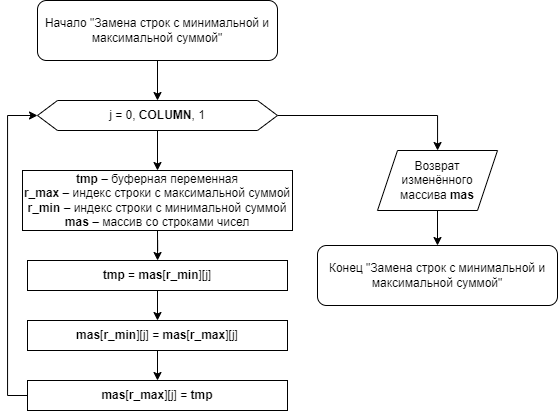 Начало "Замена строк с минимальной и
максимальной суммой"
j = 0, COLUMN, 1
tmp – буферная переменная
r_max – индекс строки с максимальной суммой
r_min – индекс строки с минимальной суммой
mas – массив со строками чисел
tmp = mas[r_min][j]
mas[r_min][j] = mas[r_max][j]
mas[r_max][j] = tmp
Возврат
изменённого
массива mas
Конец "Замена строк с минимальной и
максимальной суммой"